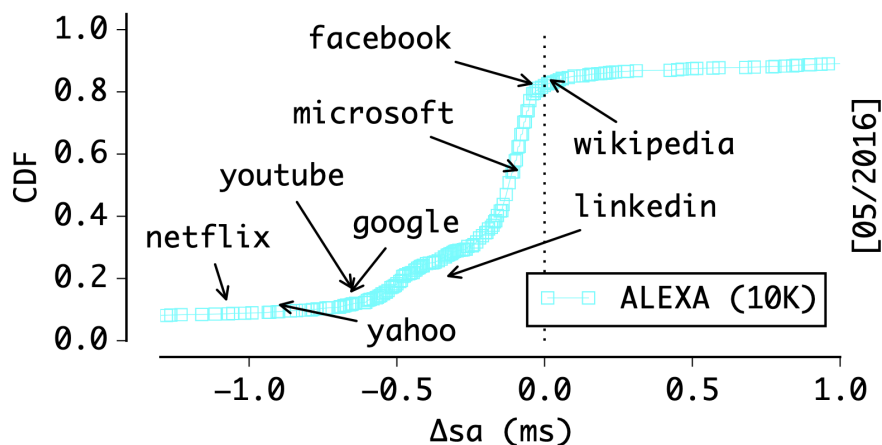 1.0
0.8
0.6
0.4
0.2
0.0
CDF
facebook
microsoft
wikipedia
youtube
google
linkedin
netflix
yahoo
ALEXA (10K)
[05/2016]
−1.0 −0.5 0.0 0.5 1.0
Δsa (ms)